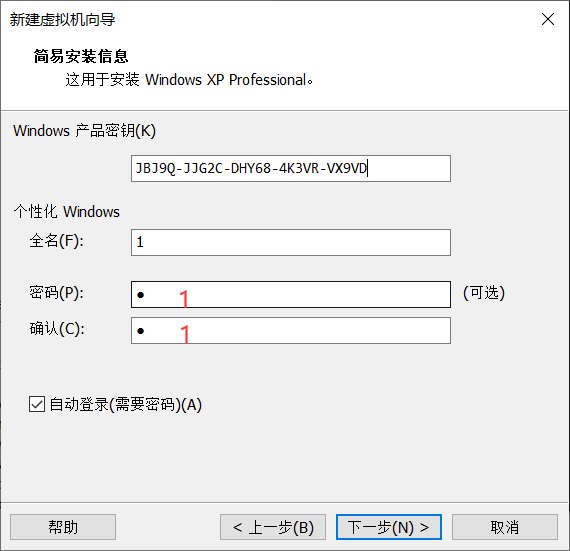 新建虚拟机向导
简易安装信息
这用于安装 Windows XP Professional。
Windows 产品密钥(K)
JBJ9Q-JJG2C-DHY68-4K3VR-VX9VD
个性化 Windows
全名(F): 1
密码(P): ● 1 (可选)
确认(C): ● 1
自动登录(需要密码)(A)
帮助 < 上一步(B) 下一步(N) > 取消